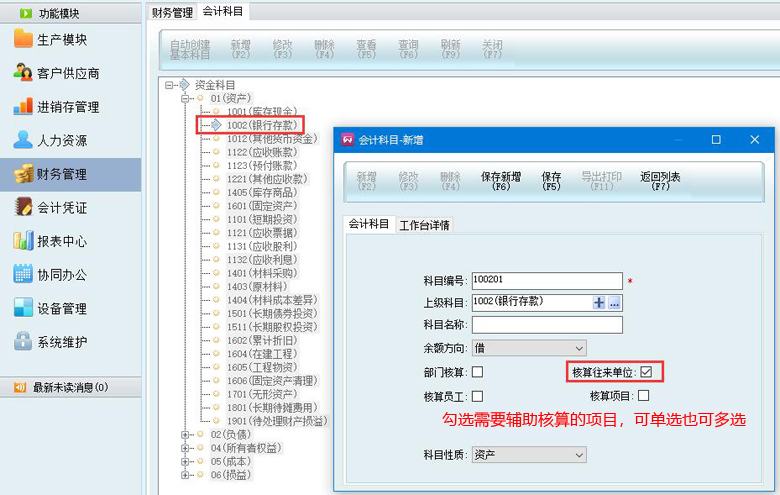 功能模块
生产模块
客户供应商
进销存管理
人力资源
财务管理
会计凭证
报表中心
协同办公
设备管理
系统维护
最新未读消息(0)
财务管理 会计科目
自动创建基本科目 新增 修改 删除 查看 查询 刷新 关闭
(F2) (F3) (F4) (F5) (F6) (F9) (F7)
资金科目
01(资产)
1001(库存现金)
1002(银行存款)
1012(其他货币资金)
1122(应收账款)
1123(预付账款)
1221(其他应收款)
1405(库存商品)
1601(固定资产)
1101(短期投资)
1121(应收票据)
1131(应收股利)
1132(应收利息)
1401(材料采购)
1403(原材料)
1404(材料成本差异)
1501(长期债券投资)
1511(长期股权投资)
1602(累计折旧)
1604(在建工程)
1605(工程物资)
1606(固定资产清理)
1701(无形资产)
1801(长期待摊费用)
1901(待处理财产损溢)
02(负债)
04(所有者权益)
05(成本)
06(损益)
会计科目-新增
新增 修改 删除 保存新增 保存 导出打印 返回列表
(F2) (F3) (F4) (F6) (F5) (F11) (F7)
会计科目 工作台详情
科目编号: 100201 *
上级科目: 1002(银行存款)
科目名称:
余额方向: 借
部门核算: 核算往来单位:
核算员工: 核算项目:
勾选需要辅助核算的项目，可单选也可多选
科目性质: 资产